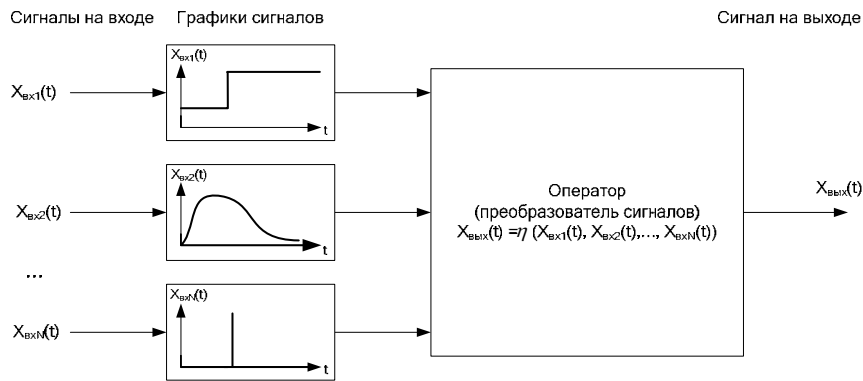 Сигналы на входе
Графики сигналов
Сигнал на выходе
Xвх1(t)
Xвх1(t)
t
Xвх2(t)
Xвх2(t)
t
Оператор
(преобразователь сигналов)
Xвых(t) =η (Xвх1(t), Xвх2(t),..., XвхN(t))
Xвых(t)
...
XвхN(t)
XвхN(t)
t